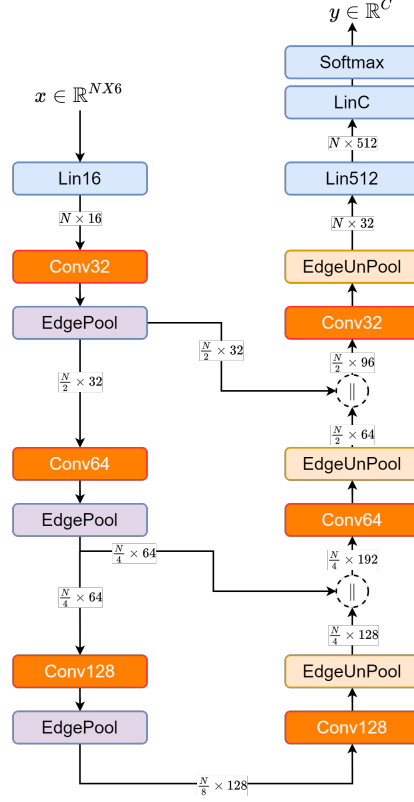 x ∈ ℝ^{NX6}
Lin16
N × 16
Conv32
EdgePool
N/2 × 32
N/2 × 32
Conv64
EdgePool
N/4 × 64
N/4 × 64
Conv128
EdgePool
N/8 × 128
y ∈ ℝ^C
Softmax
LinC
N × 512
Lin512
N × 32
EdgeUnPool
Conv32
N/2 × 96
||
N/2 × 64
EdgeUnPool
Conv64
N/4 × 192
||
N/4 × 128
EdgeUnPool
Conv128